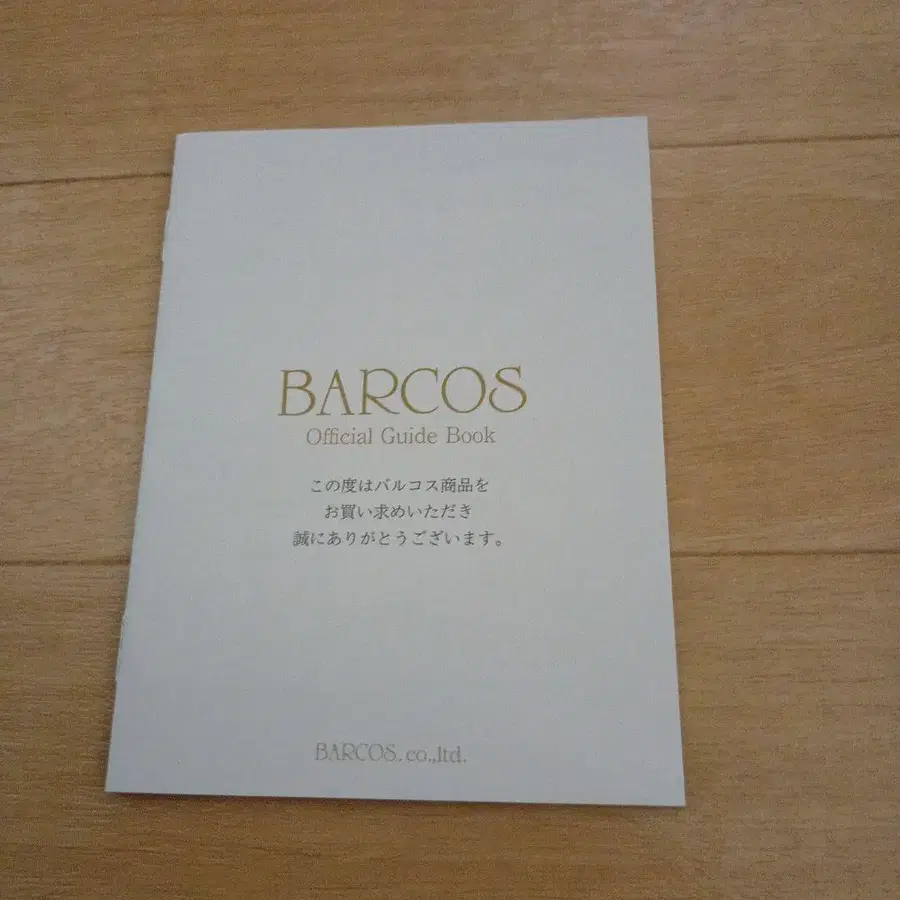 BARCOS
Official Guide Book
この度はバルコス商品を
お買い求めいただき
誠にありがとうございます。
BARCOS.co.,ltd.